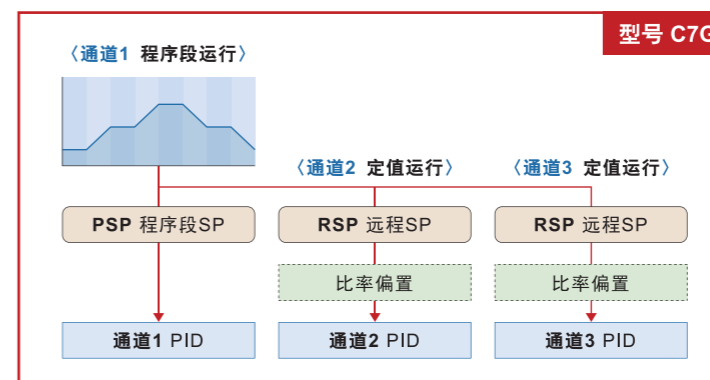 型号 C7G
〈通道1 程序段运行〉
〈通道2 定值运行〉
〈通道3 定值运行〉
PSP 程序段SP
RSP 远程SP
RSP 远程SP
比率偏置
比率偏置
通道1 PID
通道2 PID
通道3 PID